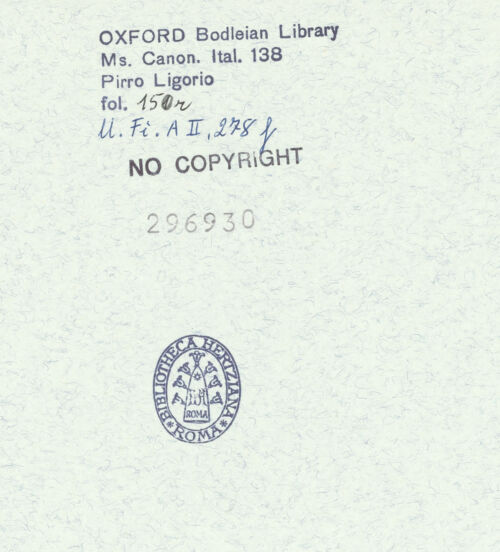 OXFORD Bodleian Library
Ms. Canon. Ital. 138
Pirro Ligorio
fol. 150r
U. Fi. A II, 278 f
NO COPYRIGHT
296930
BIBLIOTHECA HERTZIANA
ROMA
* ROMA *